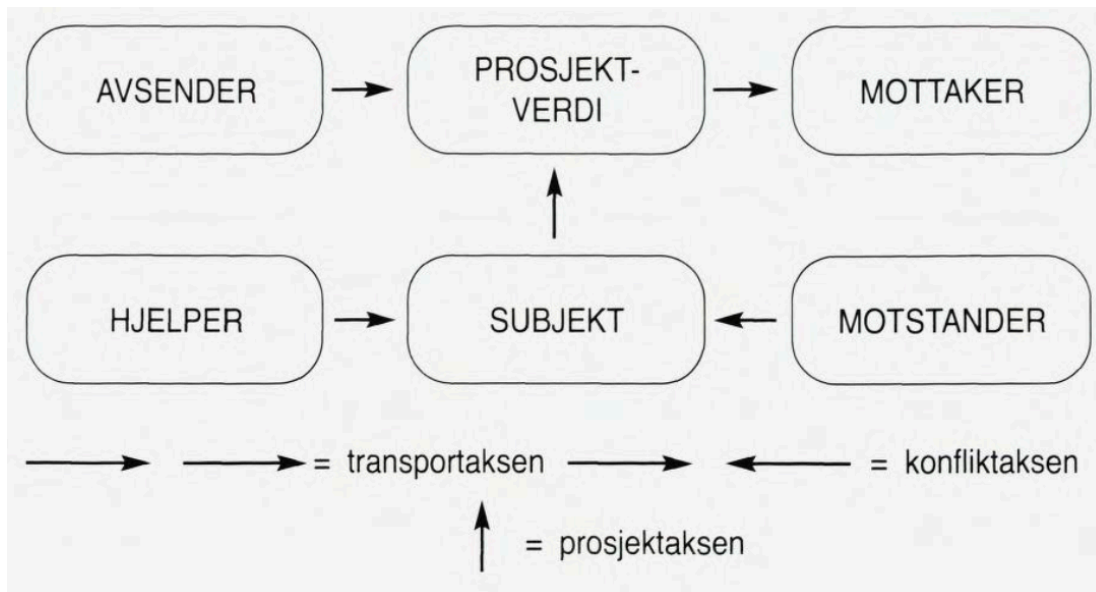 AVSENDER
PROSJEKT-
VERDI
MOTTAKER
HJELPER
SUBJEKT
MOTSTANDER
= transportaksen
= konfliktaksen
= prosjektaksen